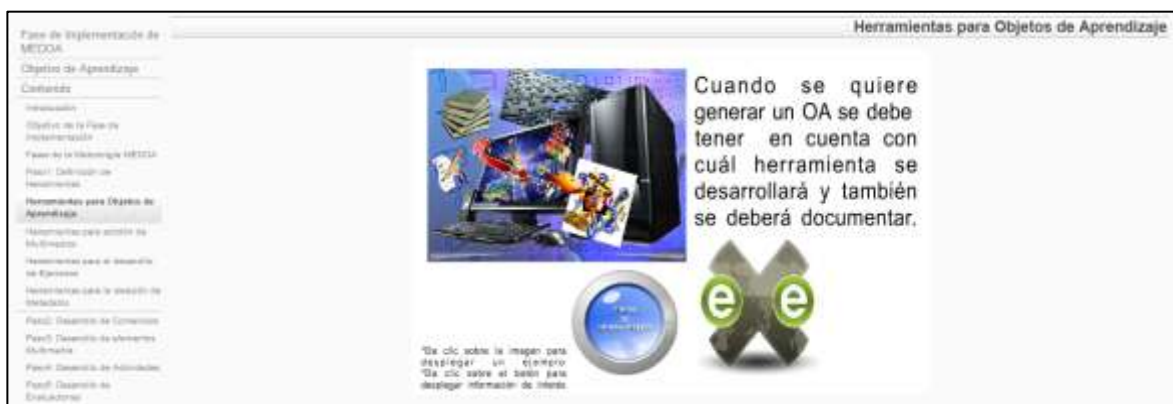 Herramientas para Objetos de Aprendizaje
Fase de Implementación de
MEDOA
Objetivo de Aprendizaje
Contenido
Introducción
Objetivo de la Fase de
Implementación
Fases de la Metodología MEDOA
Paso1: Definición de
Herramientas
Herramientas para Objetos de
Aprendizaje
Herramientas para edición de
Multimedios
Herramientas para el desarrollo
de Ejercicios
Herramientas para la edición de
Metadatos
Paso2: Desarrollo de Contenidos
Paso3: Desarrollo de elementos
Multimedia
Paso4: Desarrollo de Actividades
Paso5: Desarrollo de
Evaluaciones
Cuando se quiere
generar un OA se debe
tener en cuenta con
cuál herramienta se
desarrollará y también
se deberá documentar.
*Da clic sobre la imagen para
desplegar un ejemplo
*Da clic sobre el botón para
desplegar información de interés
eXe